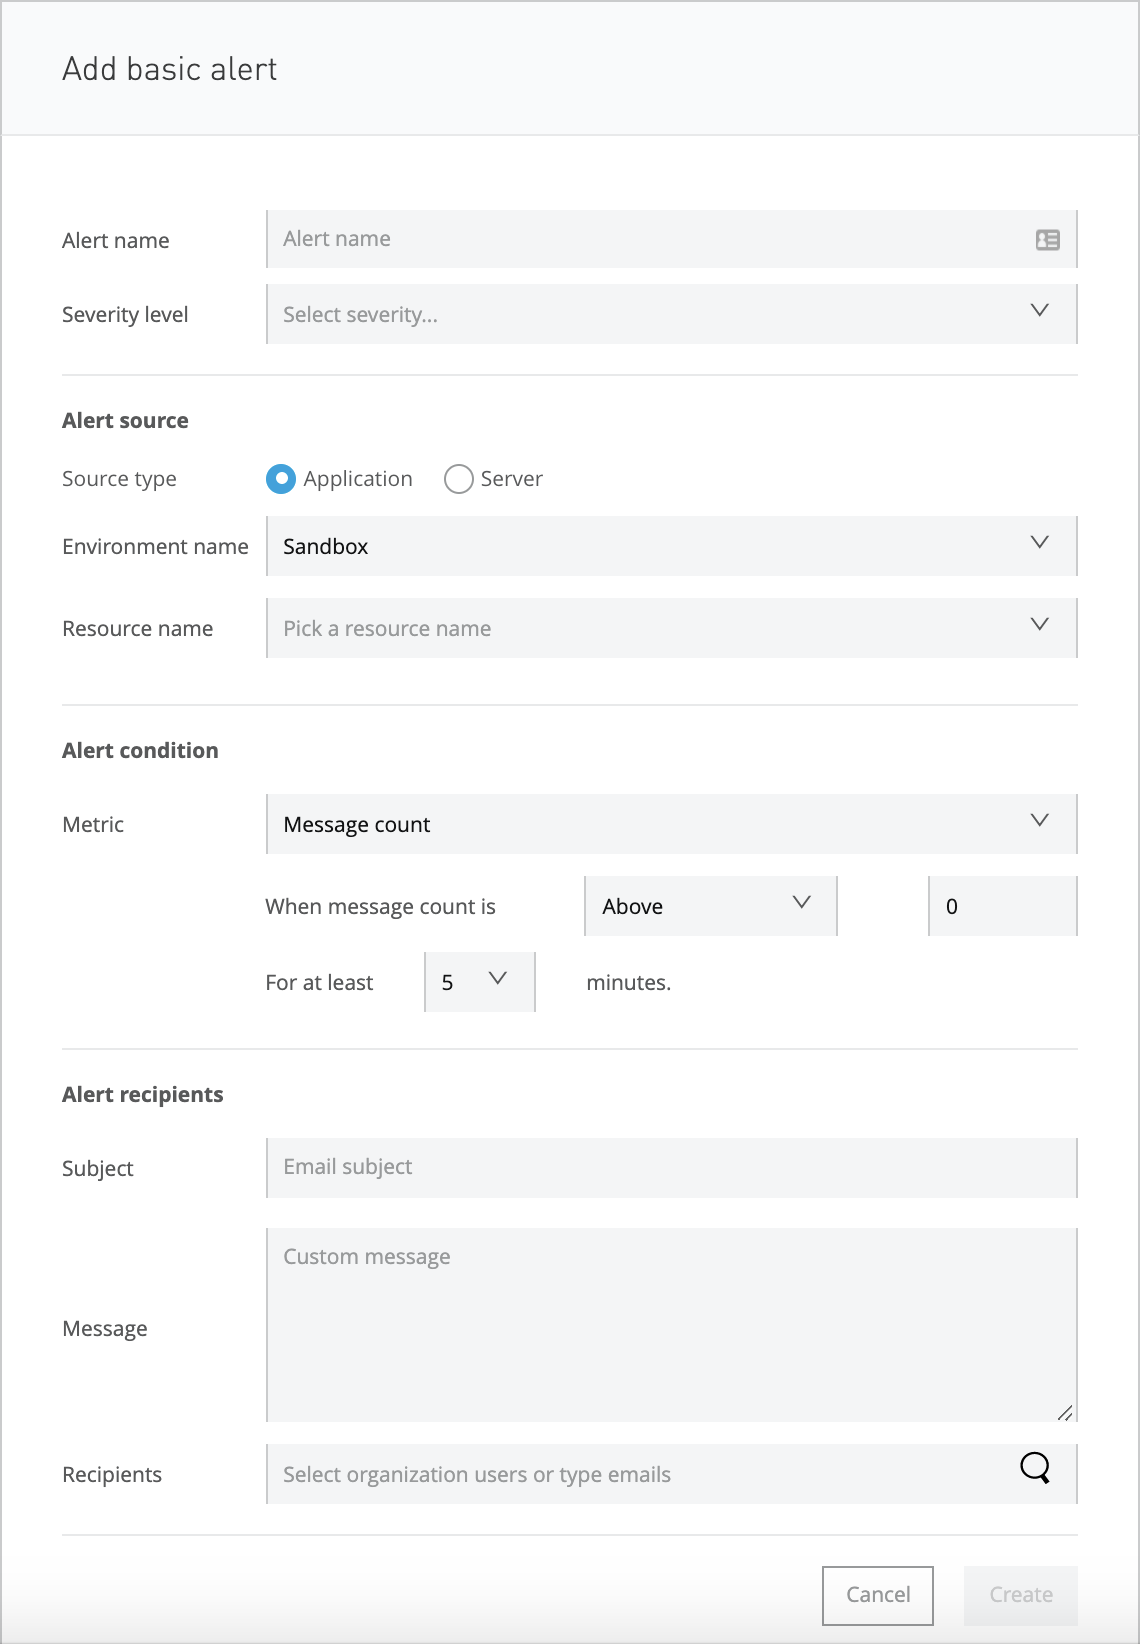 Add basic alert
Alert name Alert name
Severity level Select severity...
Alert source
Source type Application Server
Environment name Sandbox
Resource name Pick a resource name
Alert condition
Metric Message count
When message count is Above 0
For at least 5 minutes.
Alert recipients
Subject Email subject
Custom message
Message
Recipients Select organization users or type emails
Cancel Create